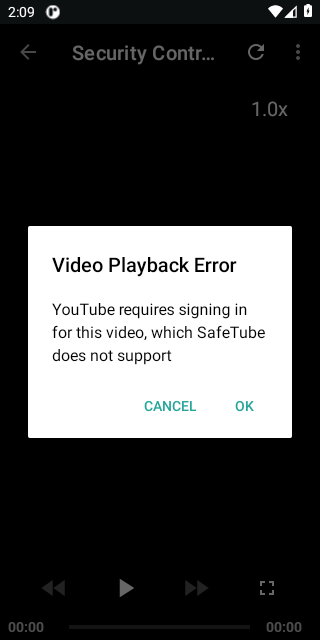 2:09
Security Contr...
1.0x
Video Playback Error
YouTube requires signing in
for this video, which SafeTube
does not support
CANCEL OK
00:00 00:00